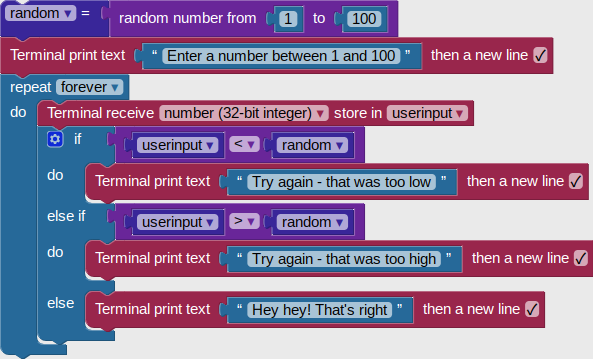 random ▾ = random number from 1 to 100
Terminal print text “ Enter a number between 1 and 100 ” then a new line ✓
repeat forever ▾
do Terminal receive number (32-bit integer) ▾ store in userinput ▾
if userinput ▾ < ▾ random ▾
do Terminal print text “ Try again - that was too low ” then a new line ✓
else if userinput ▾ > ▾ random ▾
do Terminal print text “ Try again - that was too high ” then a new line ✓
else Terminal print text “ Hey hey! That's right ” then a new line ✓